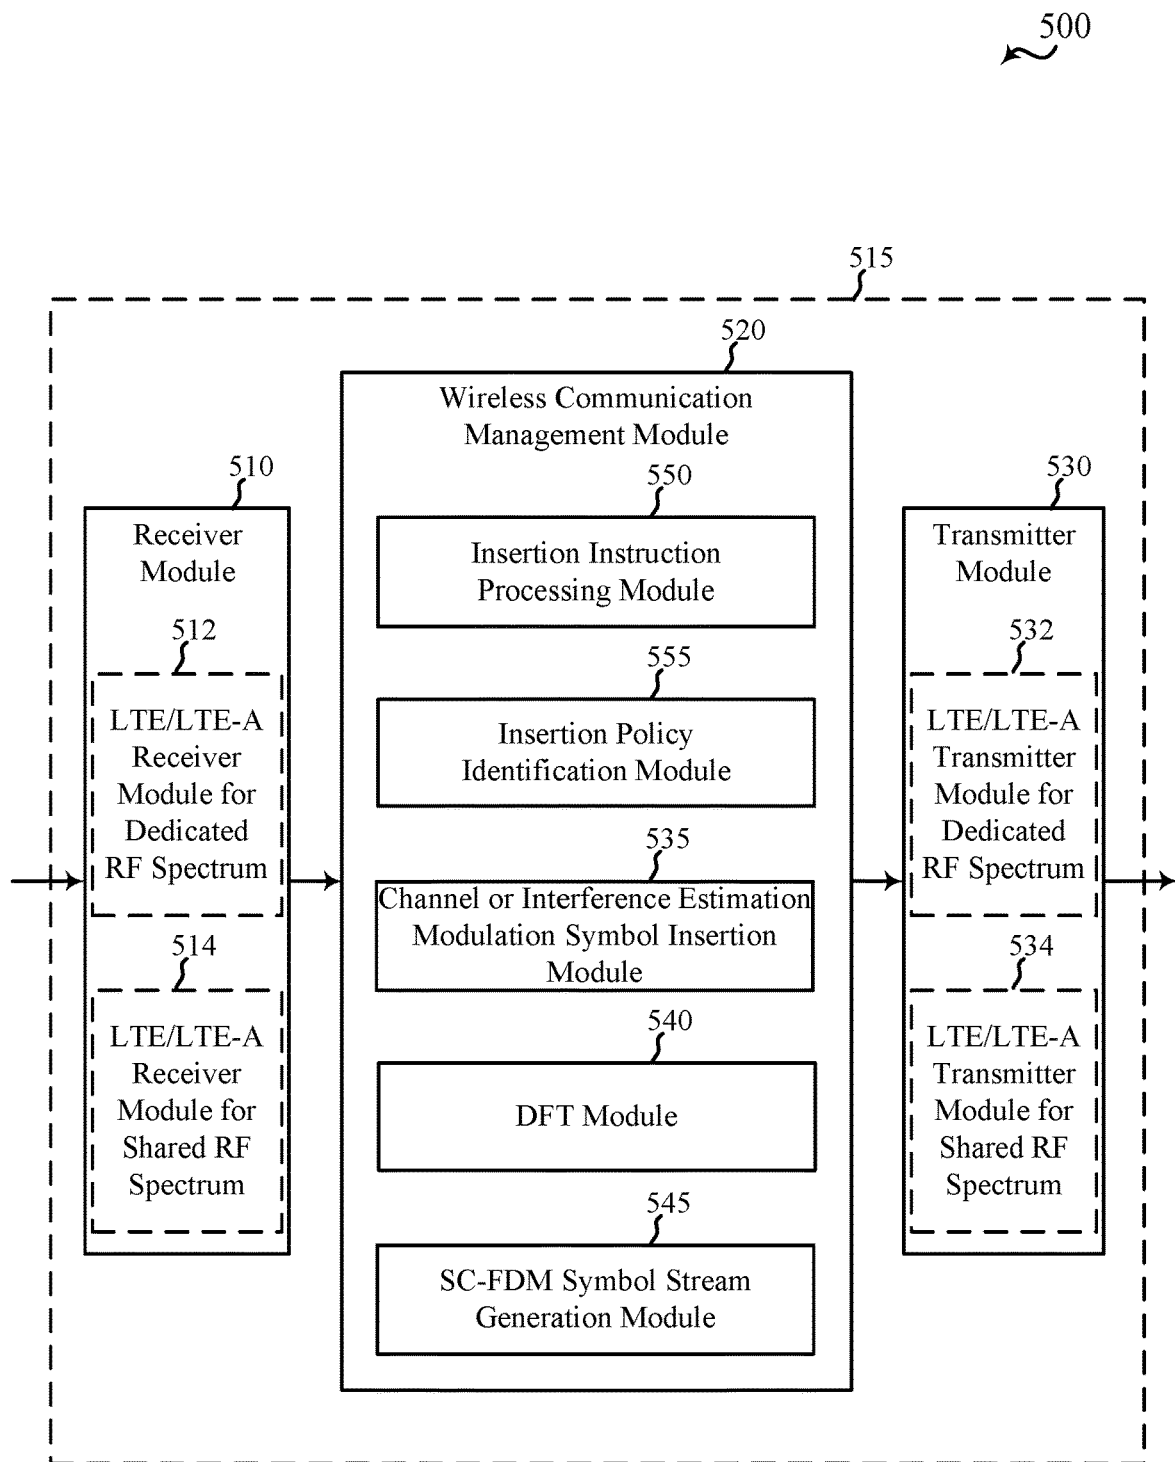 500
515
520
Wireless Communication
Management Module
510
Receiver
Module
512
LTE/LTE-A
Receiver
Module for
Dedicated
RF Spectrum
514
LTE/LTE-A
Receiver
Module for
Shared RF
Spectrum
550
Insertion Instruction
Processing Module
555
Insertion Policy
Identification Module
535
Channel or Interference Estimation
Modulation Symbol Insertion
Module
540
DFT Module
545
SC-FDM Symbol Stream
Generation Module
530
Transmitter
Module
532
LTE/LTE-A
Transmitter
Module for
Dedicated
RF Spectrum
534
LTE/LTE-A
Transmitter
Module for
Shared RF
Spectrum